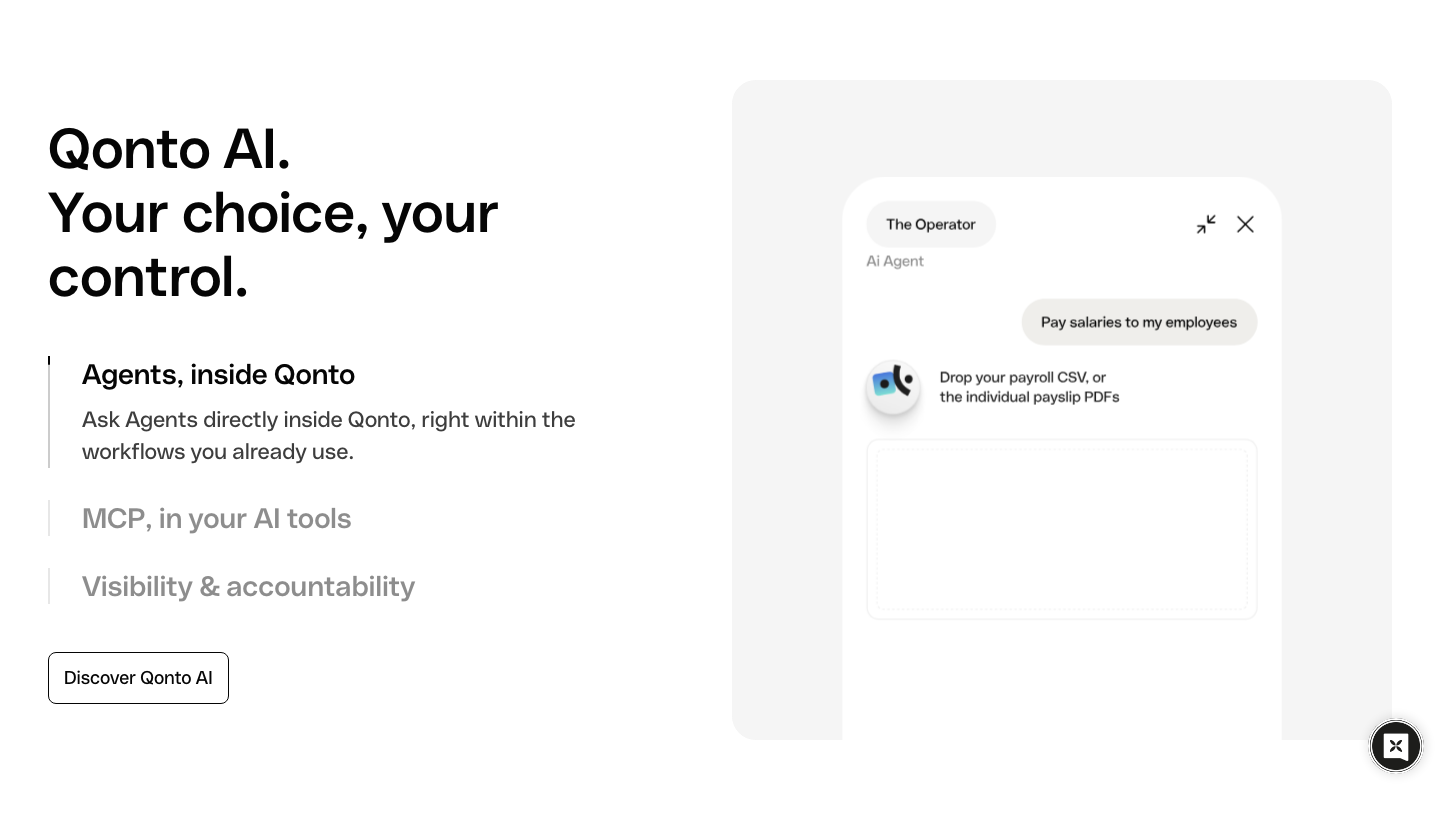 Qonto AI.
Your choice, your
control.
Agents, inside Qonto
Ask Agents directly inside Qonto, right within the
workflows you already use.
MCP, in your AI tools
Visibility & accountability
Discover Qonto AI
The Operator
Ai Agent
Pay salaries to my employees
Drop your payroll CSV, or
the individual payslip PDFs